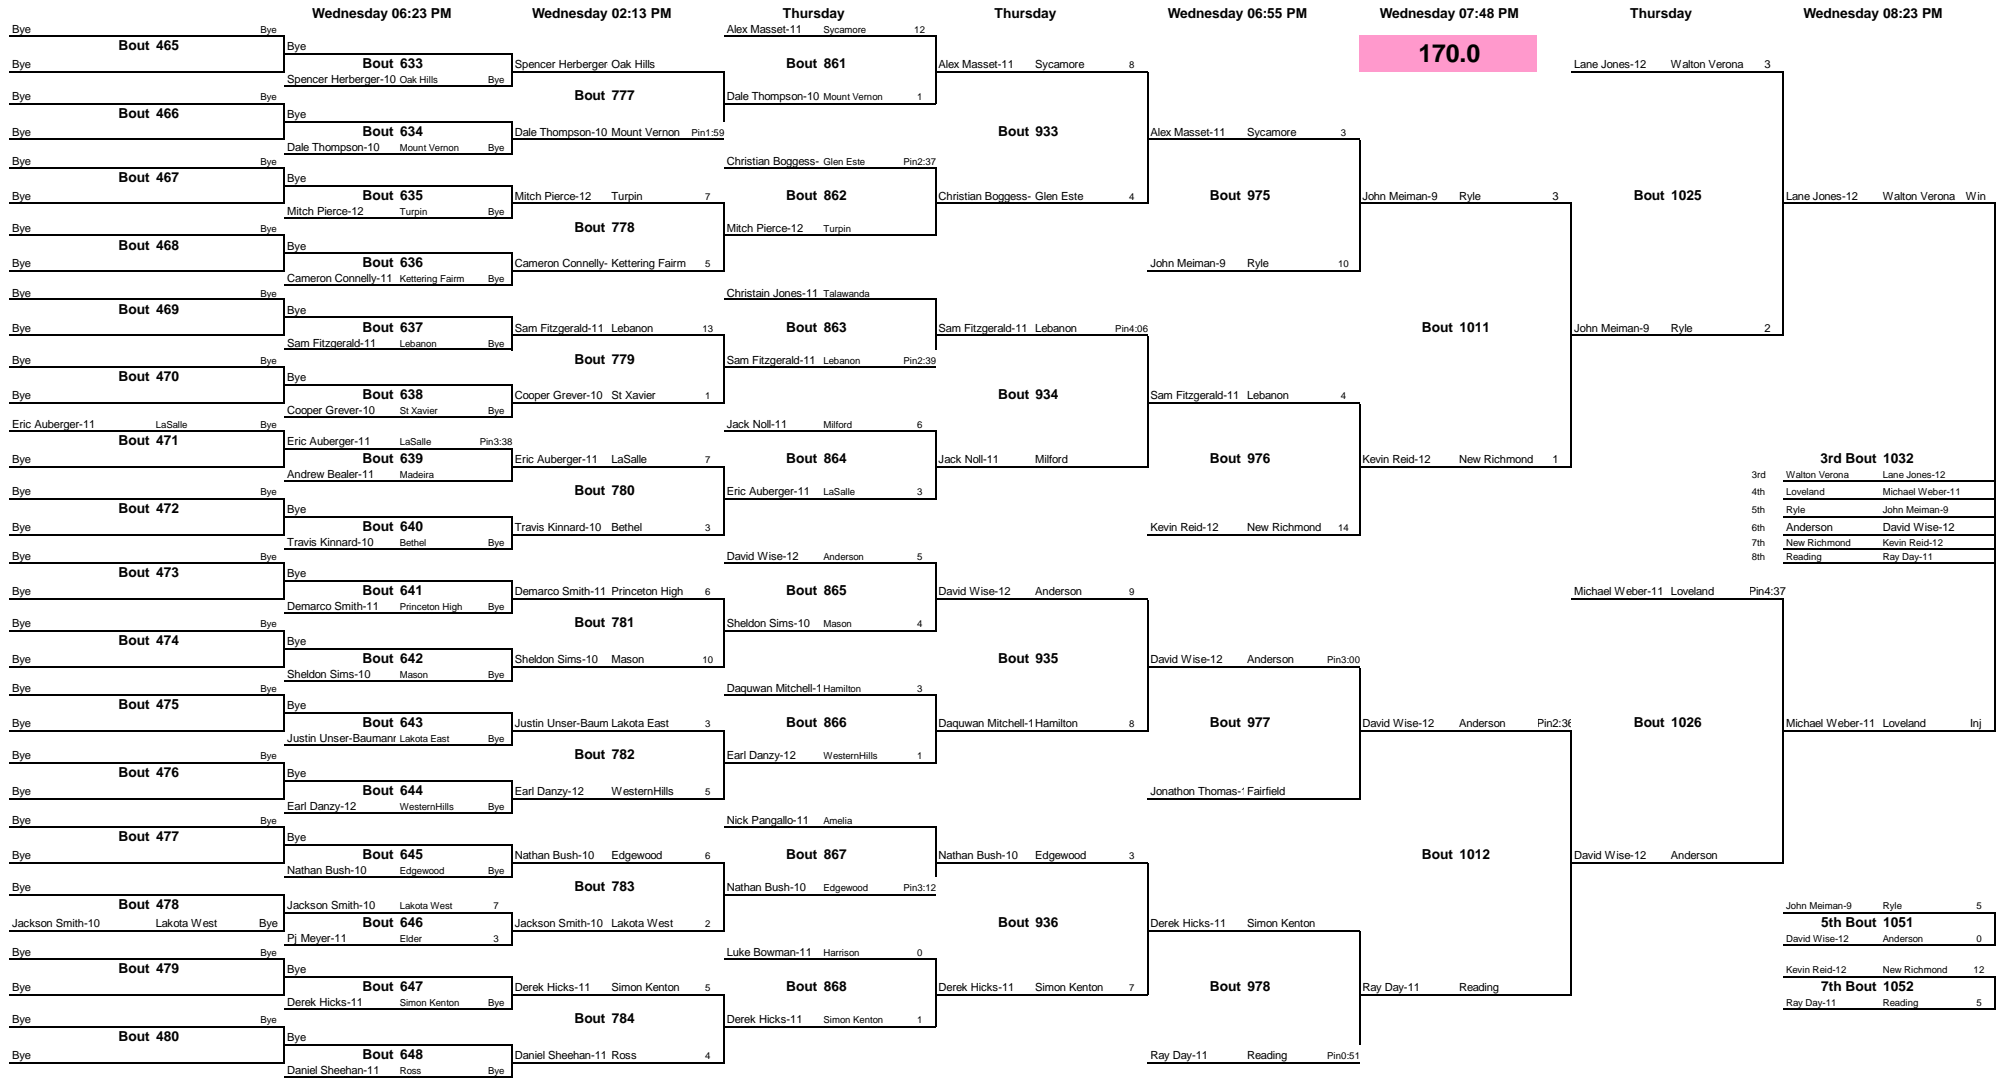 Wednesday 06:23 PM Wednesday 02:13 PM Thursday Thursday Wednesday 06:55 PM Wednesday 07:48 PM Thursday Wednesday 08:23 PM
170.0
Bye Bye
Bout 465
Bye
Bye Bye
Bout 466
Bye
Bye Bye
Bout 467
Bye
Bye Bye
Bout 468
Bye
Bye Bye
Bout 469
Bye
Bye Bye
Bout 470
Bye
Eric Auberger-11 LaSalle Bye
Bout 471
Bye
Bye Bye
Bout 472
Bye
Bye Bye
Bout 473
Bye
Bye Bye
Bout 474
Bye
Bye Bye
Bout 475
Bye
Bye Bye
Bout 476
Bye
Bye Bye
Bout 477
Bye
Bye
Bout 478
Jackson Smith-10 Lakota West Bye
Bye Bye
Bout 479
Bye
Bye Bye
Bout 480
Bye
Bye
Bout 633
Spencer Herberger-10 Oak Hills Bye
Bye
Bout 634
Dale Thompson-10 Mount Vernon Bye
Bye
Bout 635
Mitch Pierce-12 Turpin Bye
Bye
Bout 636
Cameron Connelly-11 Kettering Fairm Bye
Bye
Bout 637
Sam Fitzgerald-11 Lebanon Bye
Bye
Bout 638
Cooper Grever-10 St Xavier Bye
Eric Auberger-11 LaSalle Pin3:38
Bout 639
Andrew Bealer-11 Madeira
Bye
Bout 640
Travis Kinnard-10 Bethel Bye
Bye
Bout 641
Demarco Smith-11 Princeton High Bye
Bye
Bout 642
Sheldon Sims-10 Mason Bye
Bye
Bout 643
Justin Unser-Baumanr Lakota East Bye
Bye
Bout 644
Earl Danzy-12 WesternHills Bye
Bye
Bout 645
Nathan Bush-10 Edgewood Bye
Jackson Smith-10 Lakota West 7
Bout 646
Pj Meyer-11 Elder 3
Bye
Bout 647
Derek Hicks-11 Simon Kenton Bye
Bye
Bout 648
Daniel Sheehan-11 Ross Bye
Spencer Herberger Oak Hills
Bout 777
Dale Thompson-10 Mount Vernon Pin1:59
Mitch Pierce-12 Turpin 7
Bout 778
Cameron Connelly- Kettering Fairm 5
Sam Fitzgerald-11 Lebanon 13
Bout 779
Cooper Grever-10 St Xavier 1
Eric Auberger-11 LaSalle 7
Bout 780
Travis Kinnard-10 Bethel 3
Demarco Smith-11 Princeton High 6
Bout 781
Sheldon Sims-10 Mason 10
Justin Unser-Baum Lakota East 3
Bout 782
Earl Danzy-12 WesternHills 5
Nathan Bush-10 Edgewood 6
Bout 783
Jackson Smith-10 Lakota West 2
Derek Hicks-11 Simon Kenton 5
Bout 784
Daniel Sheehan-11 Ross 4
Alex Masset-11 Sycamore 12
Bout 861
Dale Thompson-10 Mount Vernon 1
Christian Boggess- Glen Este Pin2:37
Bout 862
Mitch Pierce-12 Turpin
Christain Jones-11 Talawanda
Bout 863
Sam Fitzgerald-11 Lebanon Pin2:39
Jack Noll-11 Milford 6
Bout 864
Eric Auberger-11 LaSalle 3
David Wise-12 Anderson 5
Bout 865
Sheldon Sims-10 Mason 4
Daquwan Mitchell-1 Hamilton 3
Bout 866
Earl Danzy-12 WesternHills 1
Nick Pangallo-11 Amelia
Bout 867
Nathan Bush-10 Edgewood Pin3:12
Luke Bowman-11 Harrison 0
Bout 868
Derek Hicks-11 Simon Kenton 1
Alex Masset-11 Sycamore 8
Bout 933
Christian Boggess- Glen Este 4
Sam Fitzgerald-11 Lebanon Pin4:06
Bout 934
Jack Noll-11 Milford
David Wise-12 Anderson 9
Bout 935
Daquwan Mitchell-1 Hamilton 8
Nathan Bush-10 Edgewood 3
Bout 936
Derek Hicks-11 Simon Kenton 7
Alex Masset-11 Sycamore 3
Bout 975
John Meiman-9 Ryle 10
Sam Fitzgerald-11 Lebanon 4
Bout 976
Kevin Reid-12 New Richmond 14
David Wise-12 Anderson Pin3:00
Bout 977
Jonathon Thomas-1 Fairfield
Derek Hicks-11 Simon Kenton
Bout 978
Ray Day-11 Reading Pin0:51
John Meiman-9 Ryle 3
Bout 1011
Kevin Reid-12 New Richmond 1
David Wise-12 Anderson Pin2:36
Bout 1012
Ray Day-11 Reading
Lane Jones-12 Walton Verona 3
Bout 1025
John Meiman-9 Ryle 2
Michael Weber-11 Loveland Pin4:37
Bout 1026
David Wise-12 Anderson
Lane Jones-12 Walton Verona Win
3rd Bout 1032
3rd Walton Verona Lane Jones-12
4th Loveland Michael Weber-11
5th Ryle John Meiman-9
6th Anderson David Wise-12
7th New Richmond Kevin Reid-12
8th Reading Ray Day-11
Michael Weber-11 Loveland Inj
John Meiman-9 Ryle 5
5th Bout 1051
David Wise-12 Anderson 0
Kevin Reid-12 New Richmond 12
7th Bout 1052
Ray Day-11 Reading 5